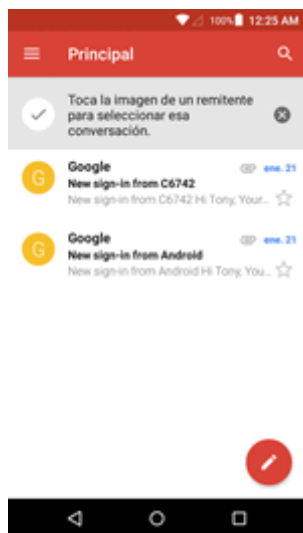 100% 12:25 AM
Principal
Toca la imagen de un remitente
para seleccionar esa
conversación.
G
Google
ene. 21
New sign-in from C6742
New sign-in from C6742 Hi Tony, Your...
G
Google
ene. 21
New sign-in from Android
New sign-in from Android Hi Tony, You...